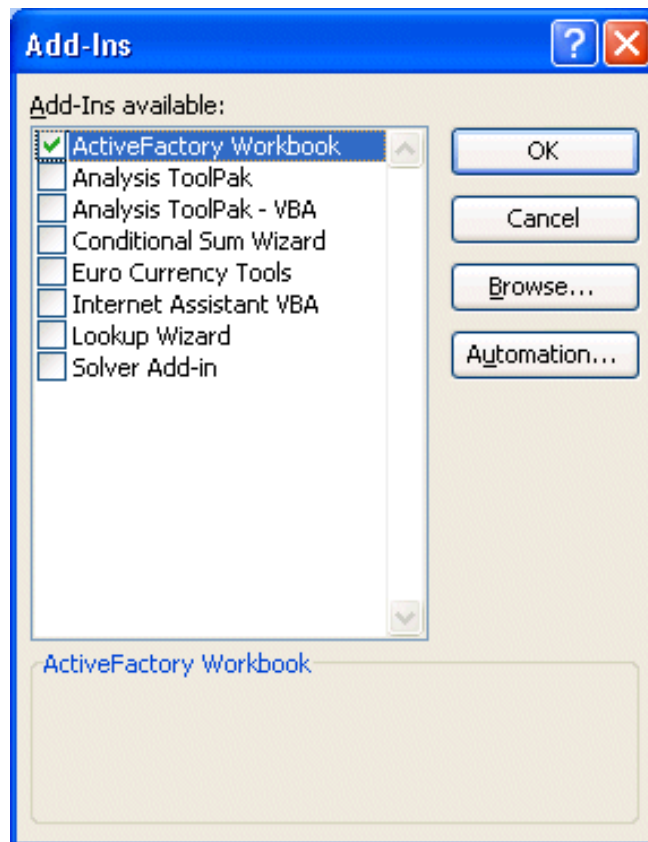 Add-Ins
Add-Ins available:
ActiveFactory Workbook
Analysis ToolPak
Analysis ToolPak - VBA
Conditional Sum Wizard
Euro Currency Tools
Internet Assistant VBA
Lookup Wizard
Solver Add-in
OK
Cancel
Browse...
Automation...
ActiveFactory Workbook